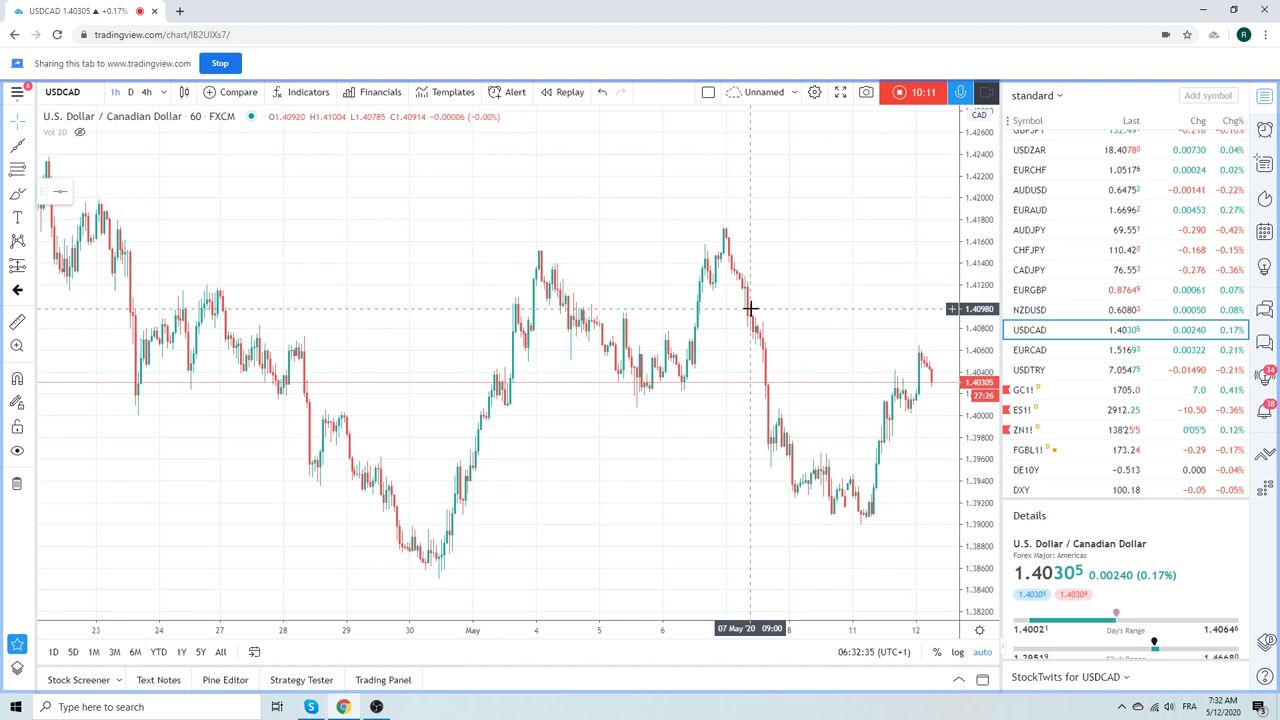 USDCAD 1.40305 ▲ +0.17%
tradingview.com/chart/lB2UlXs7/
R
Sharing this tab to www.tradingview.com
Stop
USDCAD 1h D 4h Compare Indicators Financials Templates Alert Replay Unnamed 10:11
U.S. Dollar / Canadian Dollar · 60 · FXCM O1.40920 H1.41004 L1.40785 C1.40914 −0.00006 (−0.00%)
Vol 20
CAD
1.42600
1.42400
1.42200
1.42000
1.41800
1.41600
1.41400
1.41200
1.40980
1.40800
1.40600
1.40400
1.40305
27:26
1.40000
1.39800
1.39600
1.39400
1.39200
1.39000
1.38800
1.38600
1.38400
1.38200
23 24 26 27 28 29 30 May 4 5 6 07 May '20 09:00 8 11 12
1D 5D 1M 3M 6M YTD 1Y 5Y All
06:32:35 (UTC+1) % log auto
Stock Screener Text Notes Pine Editor Strategy Tester Trading Panel
standard
Add symbol
Symbol Last Chg Chg%
GBPJPY 132.491 −0.218 −0.16%
USDZAR 18.40780 0.00730 0.04%
EURCHF 1.05176 0.00024 0.02%
AUDUSD 0.64752 −0.00141 −0.22%
EURAUD 1.66962 0.00453 0.27%
AUDJPY 69.551 −0.290 −0.42%
CHFJPY 110.420 −0.168 −0.15%
CADJPY 76.553 −0.276 −0.36%
EURGBP 0.87649 0.00061 0.07%
NZDUSD 0.60803 0.00050 0.08%
USDCAD 1.40305 0.00240 0.17%
EURCAD 1.51693 0.00322 0.21%
USDTRY 7.05475 −0.01490 −0.21%
GC1! D 1705.0 7.0 0.41%
ES1! D 2912.25 −10.50 −0.36%
ZN1! D 138'25'5 0'05'5 0.12%
FGBL1! D 173.24 −0.29 −0.17%
DE10Y −0.513 0.000 −0.04%
DXY 100.18 −0.05 −0.05%
Details
U.S. Dollar / Canadian Dollar
Forex Major: Americas
1.40305 0.00240 (0.17%)
1.40305 1.40309
1.40021 Day's Range 1.40646
StockTwits for USDCAD
34
38
Type here to search
FRA
7:32 AM
5/12/2020